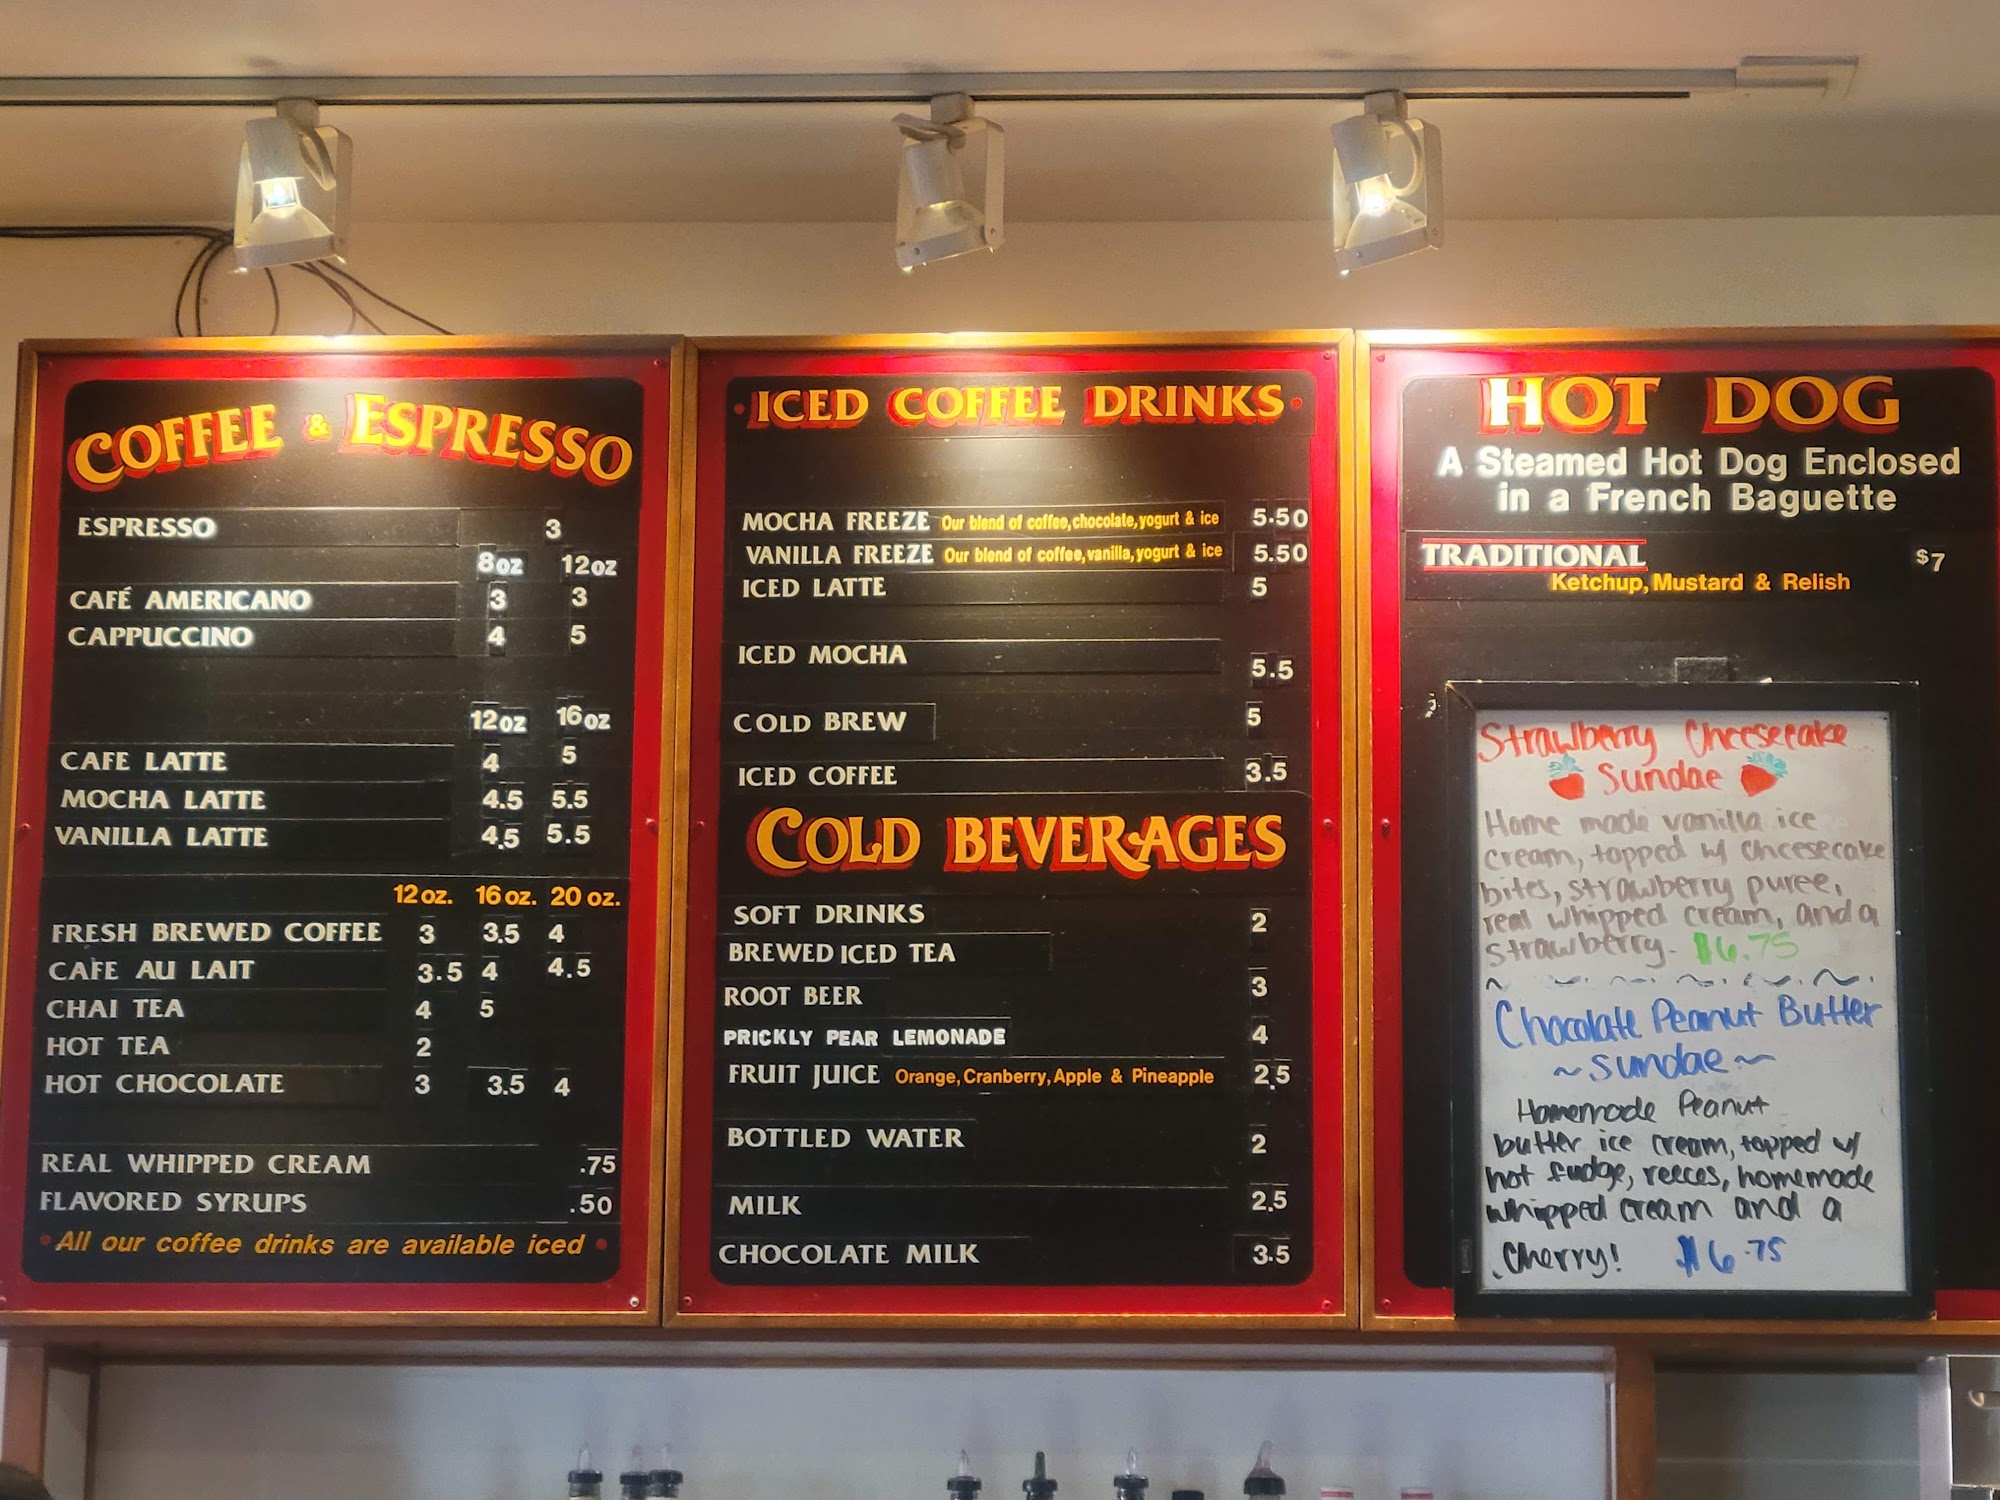 COFFEE & ESPRESSO
ESPRESSO 3
8oz 12oz
CAFÉ AMERICANO 3 3
CAPPUCCINO 4 5
12oz 16oz
CAFE LATTE 4 5
MOCHA LATTE 4.5 5.5
VANILLA LATTE 4.5 5.5
12 oz. 16 oz. 20 oz.
FRESH BREWED COFFEE 3 3.5 4
CAFE AU LAIT 3.5 4 4.5
CHAI TEA 4 5
HOT TEA 2
HOT CHOCOLATE 3 3.5 4
REAL WHIPPED CREAM .75
FLAVORED SYRUPS .50
• All our coffee drinks are available iced •
• ICED COFFEE DRINKS •
MOCHA FREEZE Our blend of coffee, chocolate, yogurt & ice 5.50
VANILLA FREEZE Our blend of coffee, vanilla, yogurt & ice 5.50
ICED LATTE 5
ICED MOCHA 5.5
COLD BREW 5
ICED COFFEE 3.5
COLD BEVERAGES
SOFT DRINKS 2
BREWED ICED TEA
ROOT BEER 3
PRICKLY PEAR LEMONADE 4
FRUIT JUICE Orange, Cranberry, Apple & Pineapple 2.5
BOTTLED WATER 2
MILK 2.5
CHOCOLATE MILK 3.5
HOT DOG
A Steamed Hot Dog Enclosed
in a French Baguette
TRADITIONAL $7
Ketchup, Mustard & Relish
Strawberry Cheesecake
Sundae
Home made vanilla ice
cream, topped w/ cheesecake
bites, strawberry puree,
real whipped cream, and a
strawberry. $6.75
Chocolate Peanut Butter
~ Sundae ~
Homemade Peanut
butter ice cream, topped w/
hot fudge, reeces, homemade
whipped cream and a
cherry! $6.75